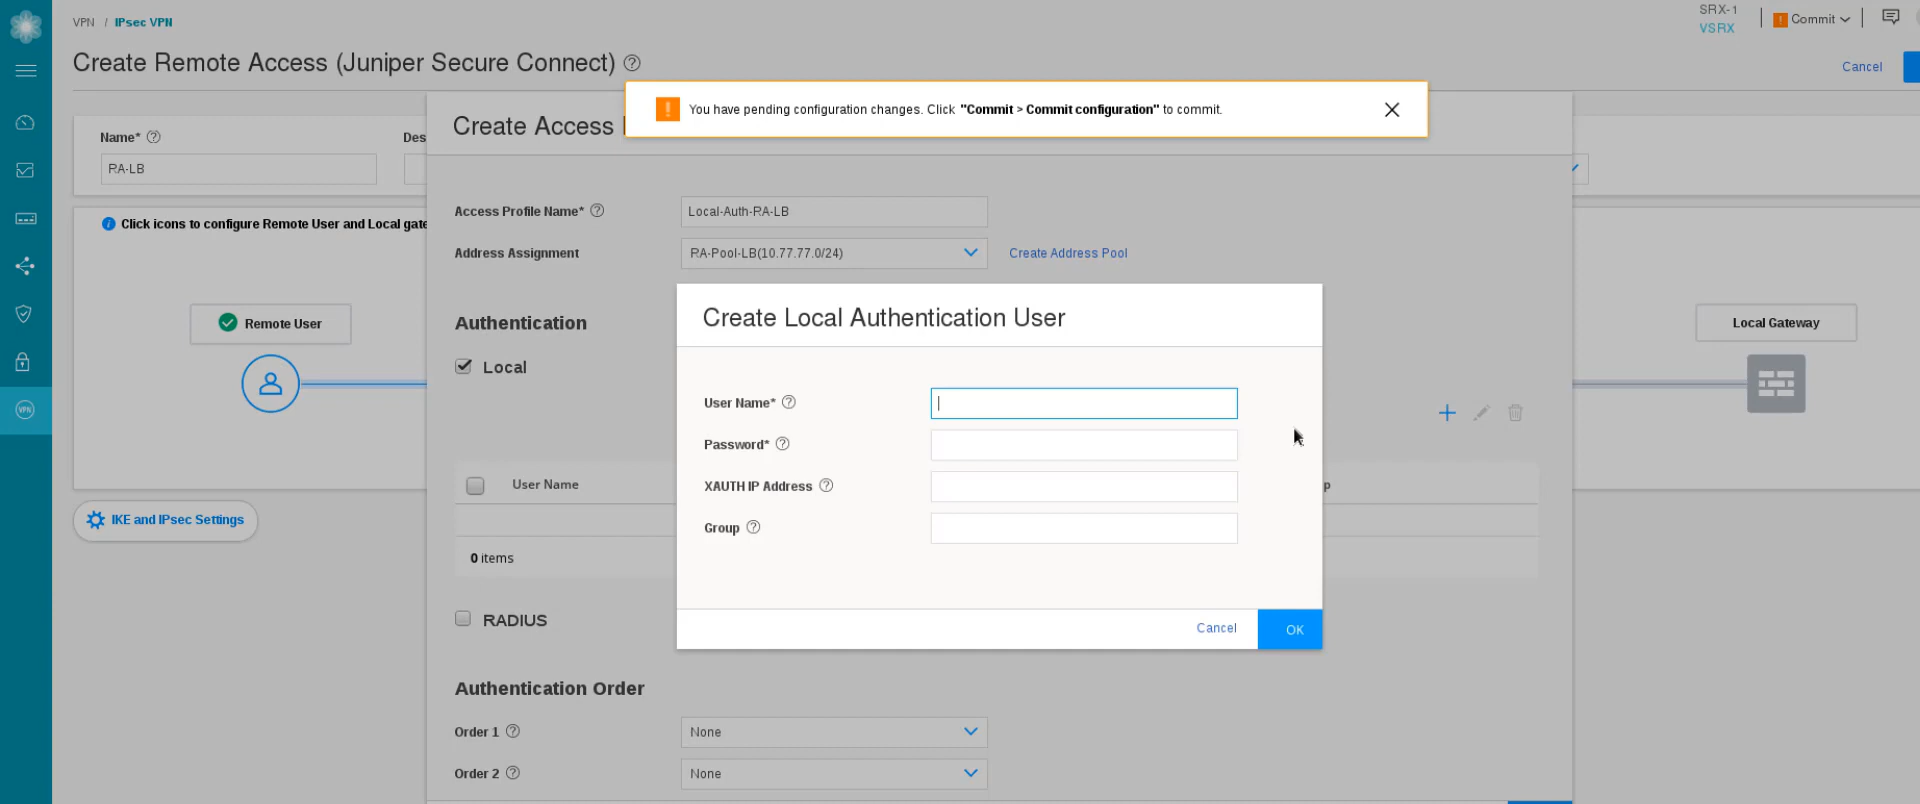 VPN / IPsec VPN
SRX-1
VSRX
Commit
Create Remote Access (Juniper Secure Connect)
Cancel
You have pending configuration changes. Click "Commit > Commit configuration" to commit.
Create Access
Name*
Des
RA-LB
Click icons to configure Remote User and Local gate
Remote User
Local Gateway
VPN
IKE and IPsec Settings
Access Profile Name*
Local-Auth-RA-LB
Address Assignment
RA-Pool-LB(10.77.77.0/24)
Create Address Pool
Authentication
Local
User Name
p
0 items
RADIUS
Authentication Order
Order 1
None
Order 2
None
Create Local Authentication User
User Name*
Password*
XAUTH IP Address
Group
Cancel
OK